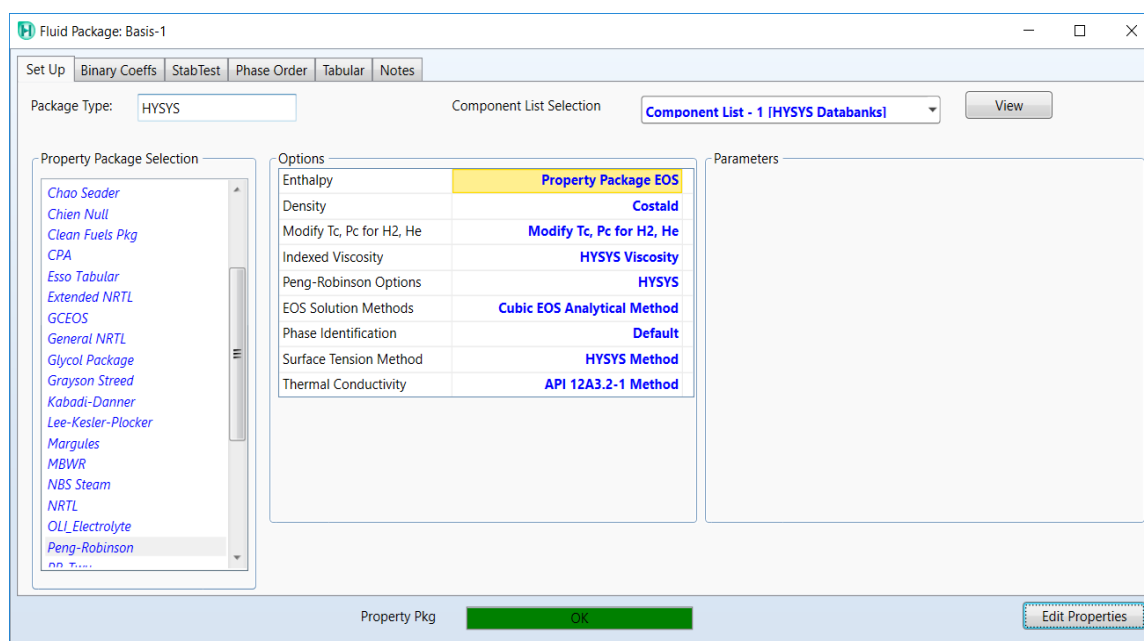 Fluid Package: Basis-1
Set Up Binary Coeffs StabTest Phase Order Tabular Notes
Package Type: HYSYS Component List Selection Component List - 1 [HYSYS Databanks] View
Property Package Selection
Chao Seader
Chien Null
Clean Fuels Pkg
CPA
Esso Tabular
Extended NRTL
GCEOS
General NRTL
Glycol Package
Grayson Streed
Kabadi-Danner
Lee-Kesler-Plocker
Margules
MBWR
NBS Steam
NRTL
OLI_Electrolyte
Peng-Robinson
PR-Twu
Options
Enthalpy Property Package EOS
Density Costald
Modify Tc, Pc for H2, He Modify Tc, Pc for H2, He
Indexed Viscosity HYSYS Viscosity
Peng-Robinson Options HYSYS
EOS Solution Methods Cubic EOS Analytical Method
Phase Identification Default
Surface Tension Method HYSYS Method
Thermal Conductivity API 12A3.2-1 Method
Parameters
Property Pkg OK Edit Properties